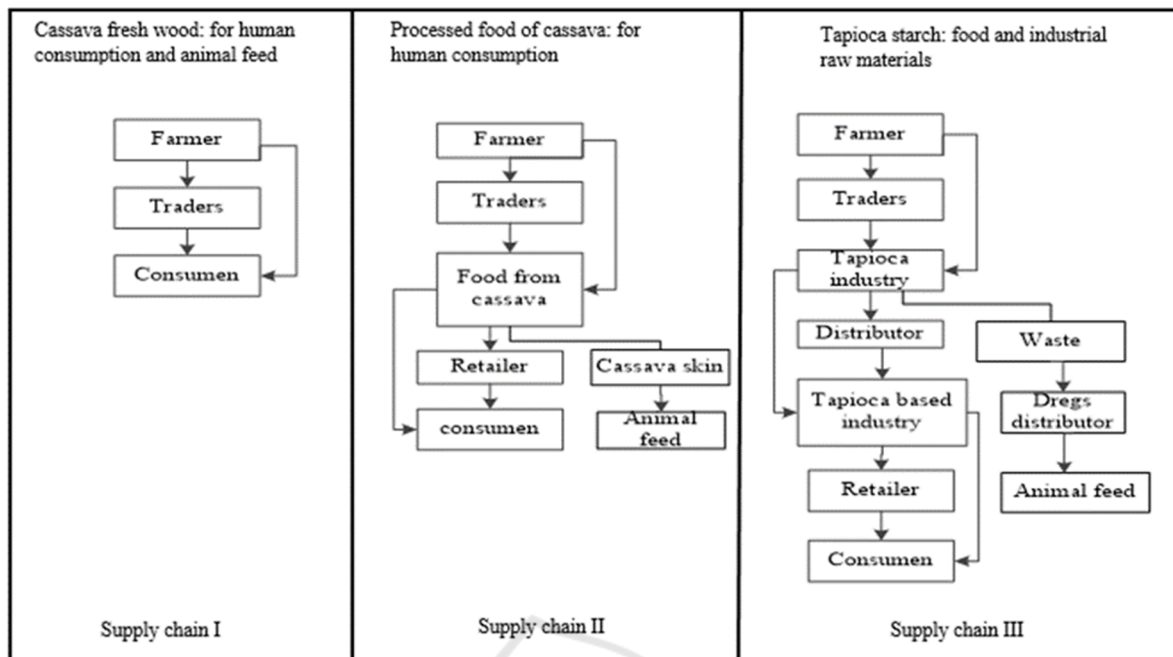 Cassava fresh wood: for human
consumption and animal feed
Farmer
Traders
Consumen
Supply chain I
Processed food of cassava: for
human consumption
Farmer
Traders
Food from
cassava
Retailer
Cassava skin
consumen
Animal
feed
Supply chain II
Tapioca starch: food and industrial
raw materials
Farmer
Traders
Tapioca
industry
Distributor
Waste
Tapioca based
industry
Dregs
distributor
Retailer
Animal feed
Consumen
Supply chain III